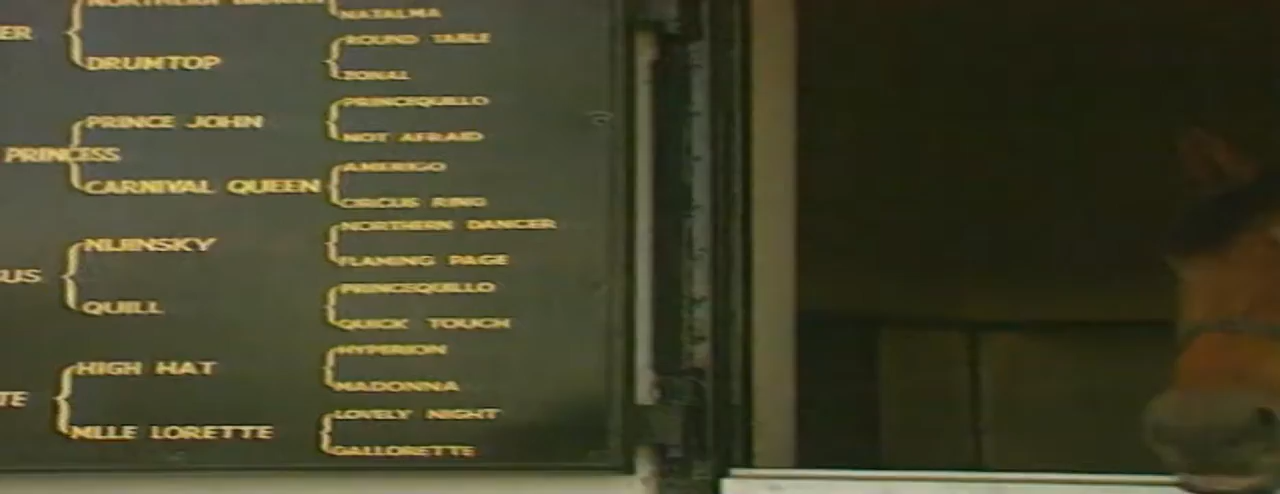 ER
NATALMA
DRUMTOP
ROUND TABLE
ZONAL
PRINCE JOHN
PRINCEQUILLO
NOT AFRAID
PRINCESS
CARNIVAL QUEEN
AMERIGO
CIRCUS RING
NIJINSKY
NORTHERN DANCER
FLAMING PAGE
US
QUILL
PRINCEQUILLO
QUICK TOUCH
HIGH HAT
HYPERION
MADONNA
TE
MLLE LORETTE
LOVELY NIGHT
GALLORETTE